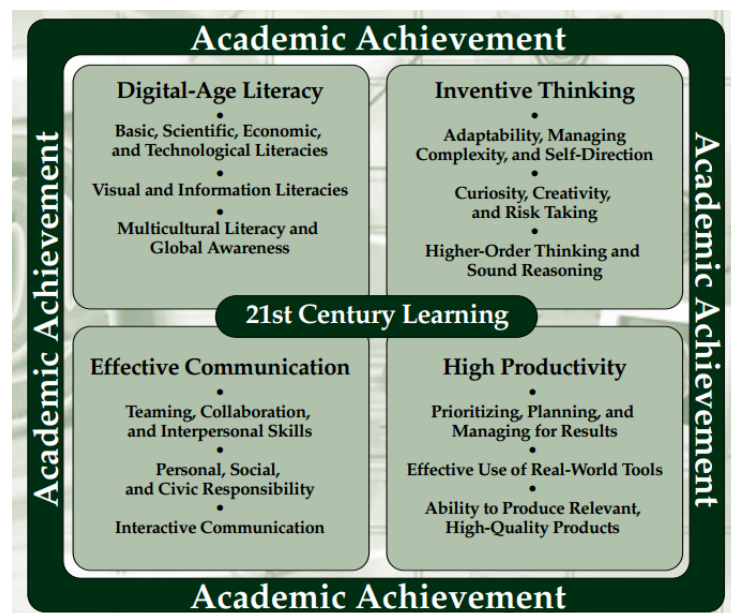 Academic Achievement
Academic Achievement
Digital-Age Literacy
•
Basic, Scientific, Economic,
and Technological Literacies
•
Visual and Information Literacies
•
Multicultural Literacy and
Global Awareness
Inventive Thinking
•
Adaptability, Managing
Complexity, and Self-Direction
•
Curiosity, Creativity,
and Risk Taking
•
Higher-Order Thinking and
Sound Reasoning
Academic Achievement
21st Century Learning
Effective Communication
•
Teaming, Collaboration,
and Interpersonal Skills
•
Personal, Social,
and Civic Responsibility
•
Interactive Communication
High Productivity
•
Prioritizing, Planning, and
Managing for Results
•
Effective Use of Real-World Tools
•
Ability to Produce Relevant,
High-Quality Products
Academic Achievement